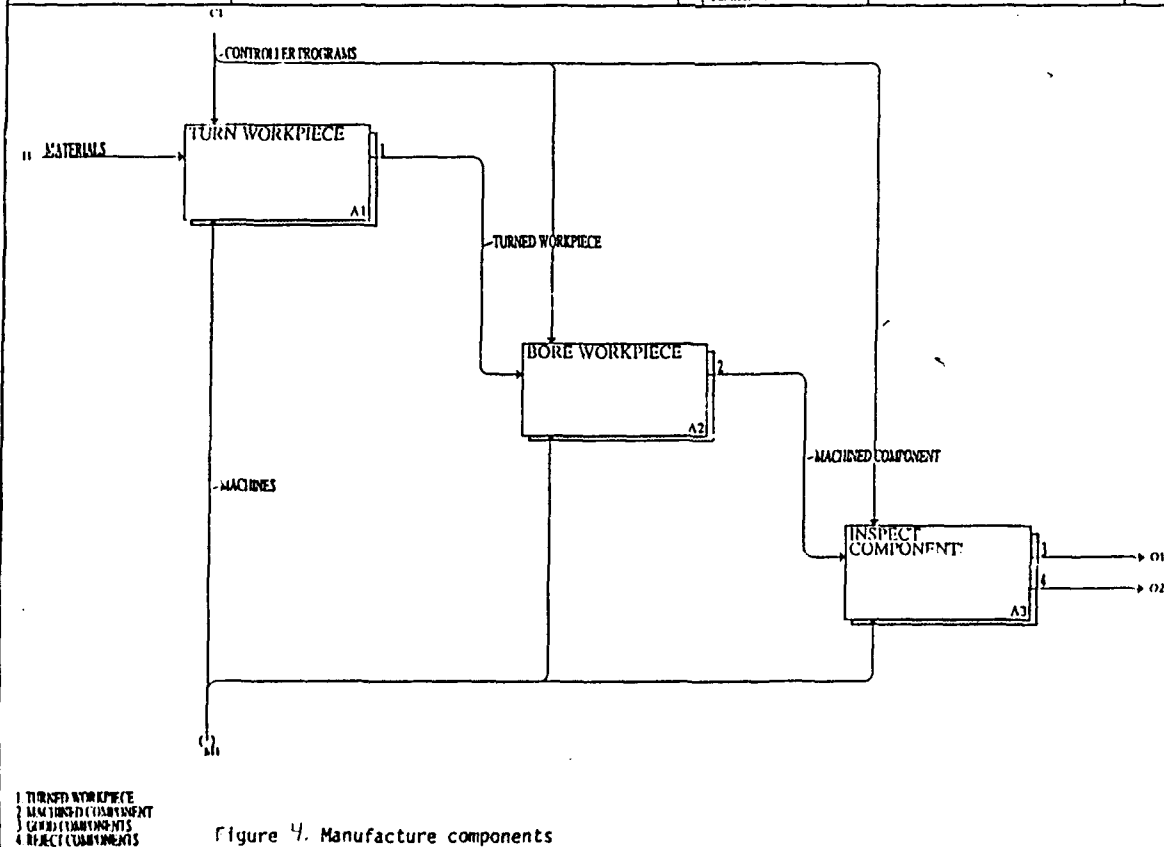 C1
CONTROLLER PROGRAMS
TURN WORKPIECE
I1 MATERIALS
1
A1
TURNED WORKPIECE
BORE WORKPIECE
2
A2
MACHINED COMPONENT
MACHINES
INSPECT
COMPONENT
3
O1
4
O2
A3
M1
1 TURNED WORKPIECE
2 MACHINED COMPONENT
3 GOOD COMPONENTS
4 REJECT COMPONENTS
Figure 4. Manufacture components